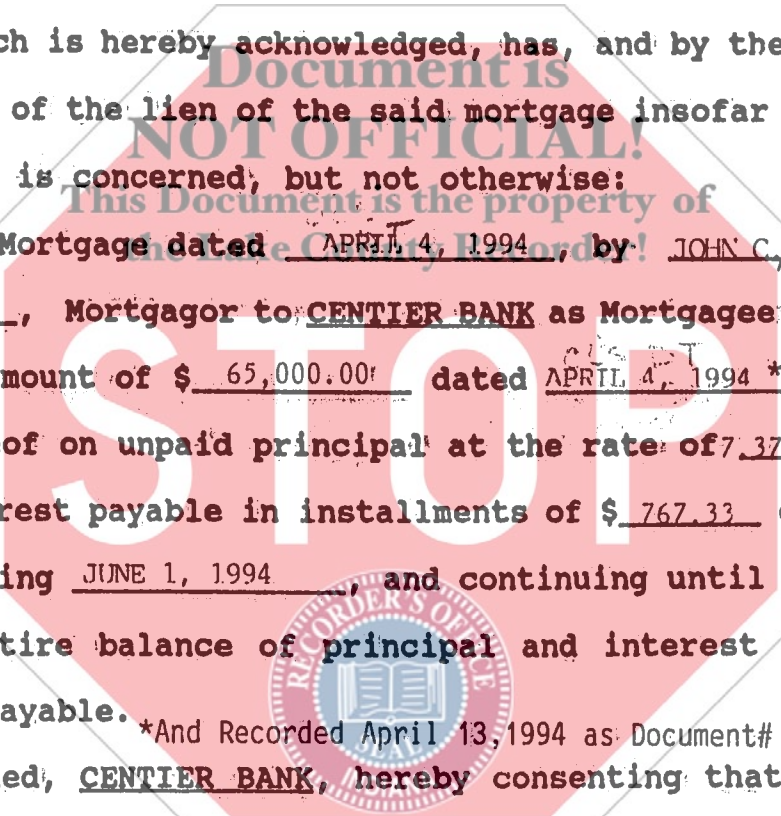 ch is hereby acknowledged, has, and by the
Document is
of the lien of the said mortgage insofar
NOT OFFICIAL!
is concerned, but not otherwise:
This Document is the property of
Mortgage dated APRIL 4, 1994, by JOHN C.
the Lake County Recorder!
, Mortgagor to CENTIER BANK as Mortgagee
mount of $ 65,000.00 dated APRIL 4, 1994 *
STOP
of on unpaid principal at the rate of 7.37
rest payable in installments of $ 767.33
ing JUNE 1, 1994, and continuing until
RECORDER'S OFFICE
tire balance of principal and interest
ayable.
*And Recorded April 13,1994 as Document#
ed, CENTIER BANK, hereby consenting that
INDIANA